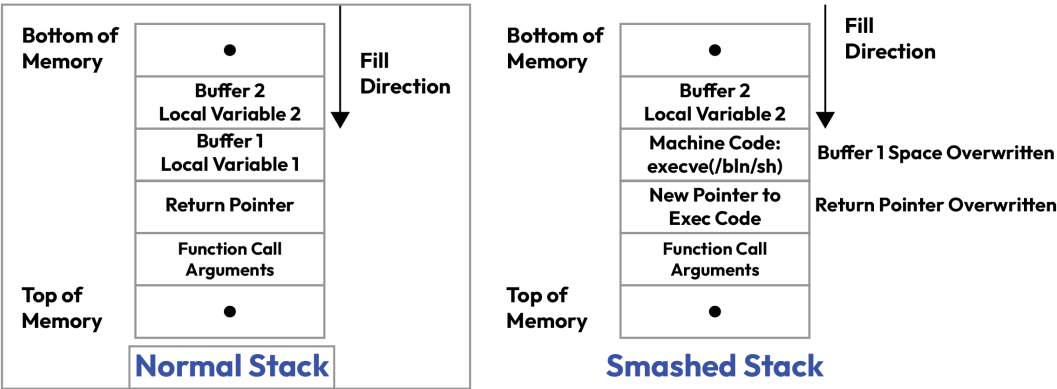 Bottom of
Memory
Fill
Direction
Buffer 2
Local Variable 2
Buffer 1
Local Variable 1
Return Pointer
Function Call
Arguments
Top of
Memory
Normal Stack
Bottom of
Memory
Fill
Direction
Buffer 2
Local Variable 2
Machine Code:
execve(/bln/sh)
Buffer 1 Space Overwritten
New Pointer to
Exec Code
Return Pointer Overwritten
Function Call
Arguments
Top of
Memory
Smashed Stack